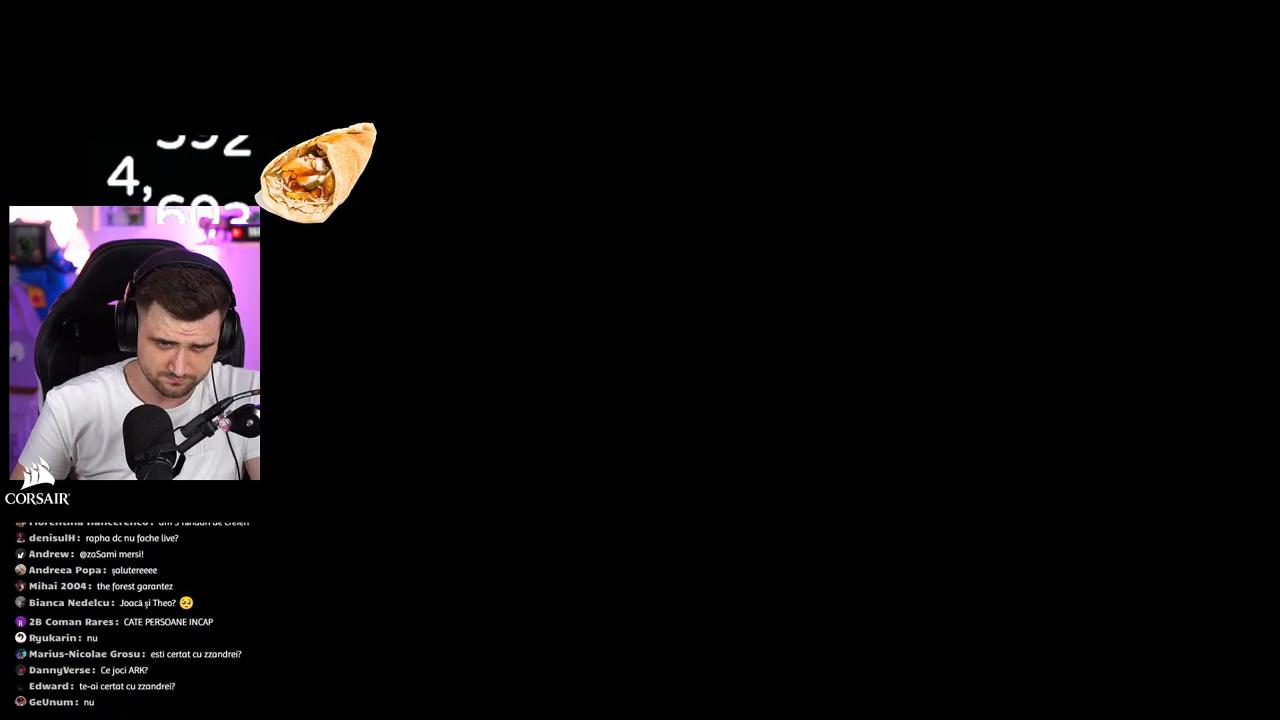 4,
CORSAIR
denisulH: rapha dc nu fache live?
Andrew: @zaSami mersi!
Andreea Popa: șalutereeee
Mihai 2004: the forest garantez
Bianca Nedelcu: Joacă și Theo? 🥺
2B Coman Rares: CATE PERSOANE INCAP
Ryukarin: nu
Marius-Nicolae Grosu: esti certat cu zzandrei?
DannyVerse: Ce joci ARK?
Edward: te-ai certat cu zzandrei?
GeUnum: nu